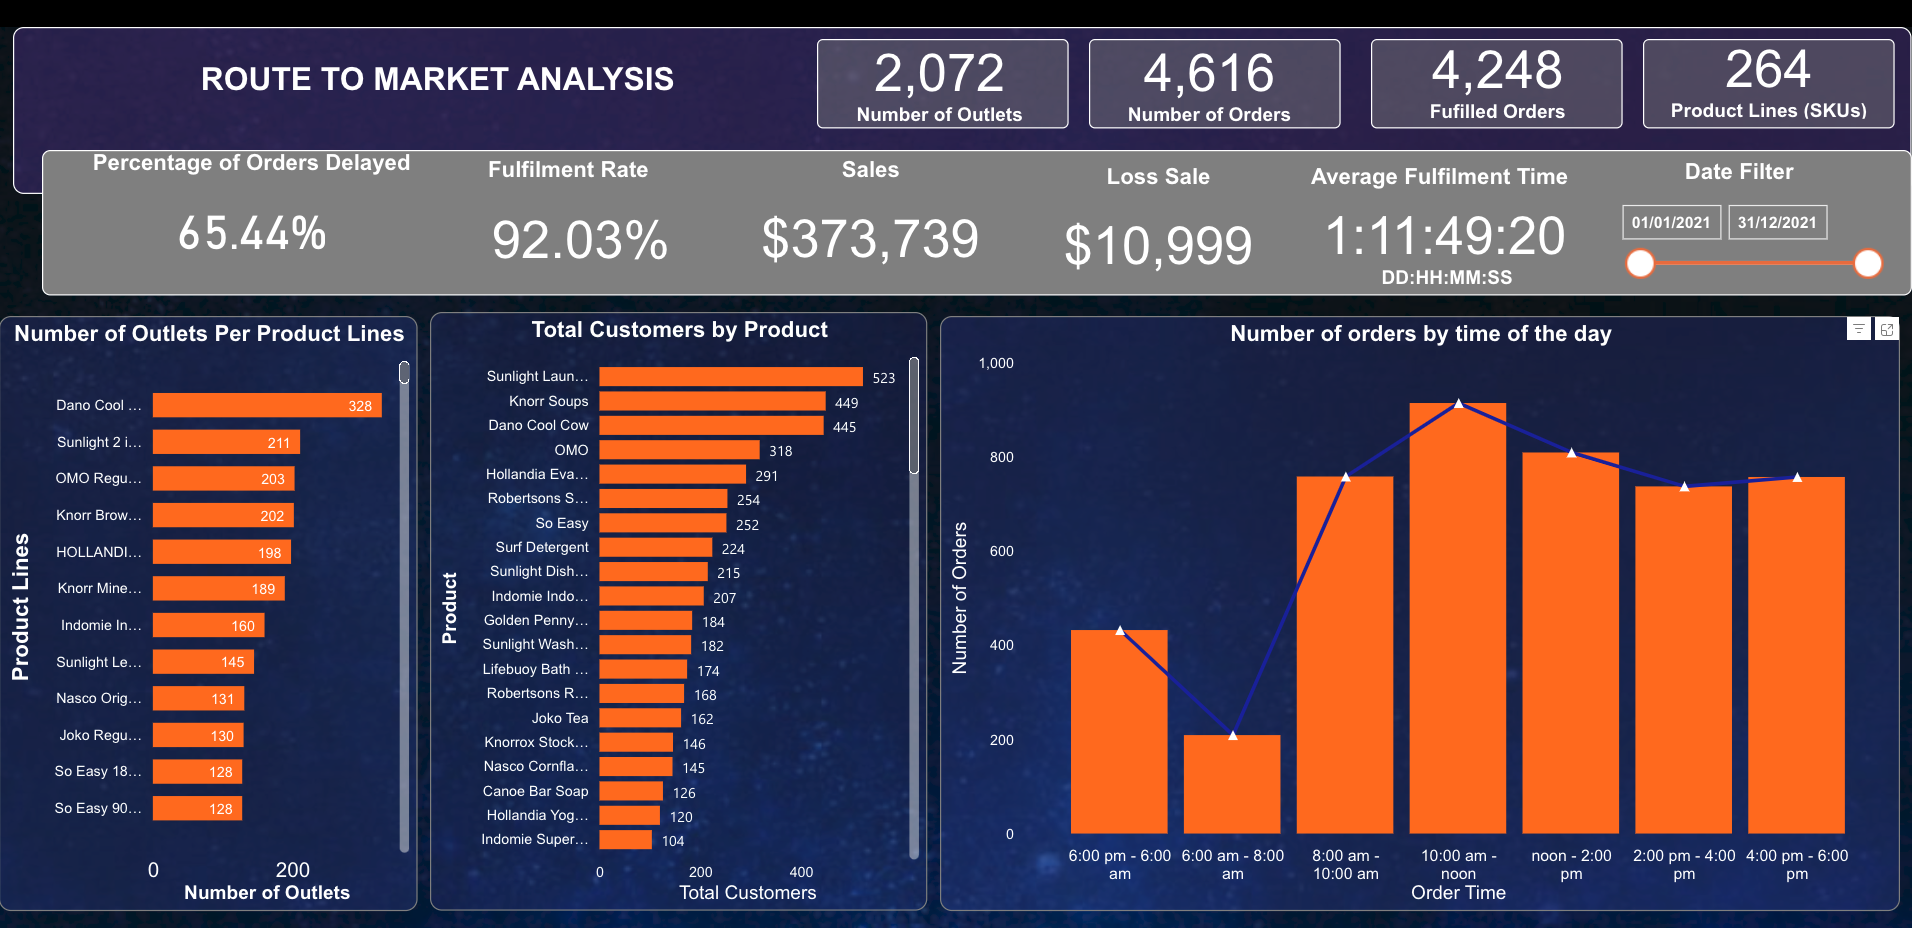 ROUTE TO MARKET ANALYSIS
2,072
Number of Outlets
4,616
Number of Orders
4,248
Fufilled Orders
264
Product Lines (SKUs)
Percentage of Orders Delayed
65.44%
Fulfilment Rate
92.03%
Sales
$373,739
Loss Sale
$10,999
Average Fulfilment Time
1:11:49:20
DD:HH:MM:SS
Date Filter
01/01/2021
31/12/2021
Number of Outlets Per Product Lines
Product Lines
Dano Cool ... 328
Sunlight 2 i... 211
OMO Regu... 203
Knorr Brow... 202
HOLLANDI... 198
Knorr Mine... 189
Indomie In... 160
Sunlight Le... 145
Nasco Orig... 131
Joko Regu... 130
So Easy 18... 128
So Easy 90... 128
0 200
Number of Outlets
Total Customers by Product
Product
Sunlight Laun... 523
Knorr Soups 449
Dano Cool Cow 445
OMO 318
Hollandia Eva... 291
Robertsons S... 254
So Easy 252
Surf Detergent 224
Sunlight Dish... 215
Indomie Indo... 207
Golden Penny... 184
Sunlight Wash... 182
Lifebuoy Bath ... 174
Robertsons R... 168
Joko Tea 162
Knorrox Stock... 146
Nasco Cornfla... 145
Canoe Bar Soap 126
Hollandia Yog... 120
Indomie Super... 104
0 200 400
Total Customers
Number of orders by time of the day
Number of Orders
1,000
800
600
400
200
0
6:00 pm - 6:00
am
6:00 am - 8:00
am
8:00 am -
10:00 am
10:00 am -
noon
noon - 2:00
pm
2:00 pm - 4:00
pm
4:00 pm - 6:00
pm
Order Time